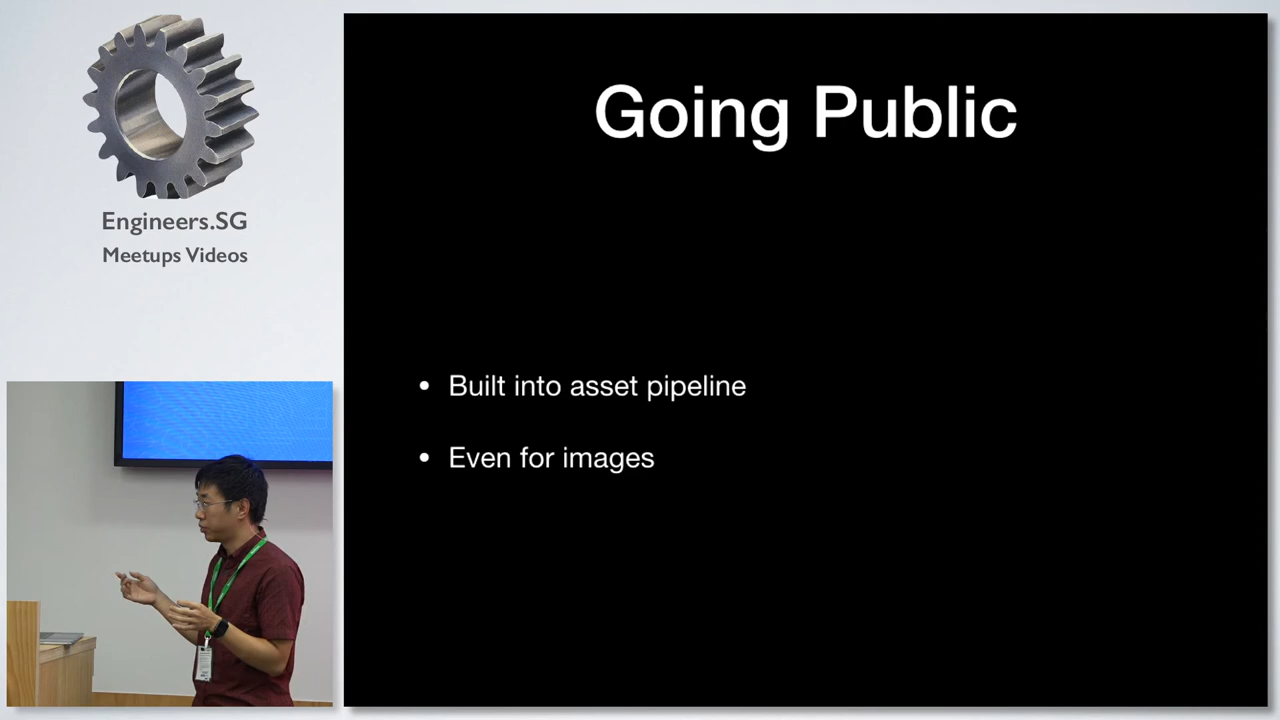 Engineers.SG
Meetups Videos
Going Public
• Built into asset pipeline
• Even for images